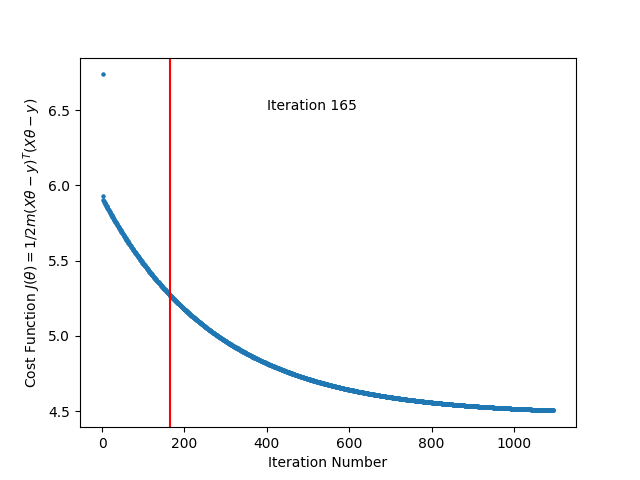 Iteration 165
Cost Function J(θ) = 1/2m(Xθ − y)ᵀ(Xθ − y)
6.5
6.0
5.5
5.0
4.5
0 200 400 600 800 1000
Iteration Number